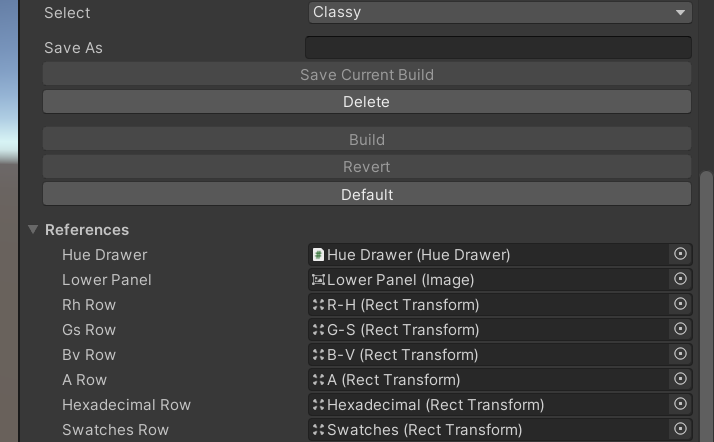 Select Classy
Save As
Save Current Build
Delete
Build
Revert
Default
References
Hue Drawer Hue Drawer (Hue Drawer)
Lower Panel Lower Panel (Image)
Rh Row R-H (Rect Transform)
Gs Row G-S (Rect Transform)
Bv Row B-V (Rect Transform)
A Row A (Rect Transform)
Hexadecimal Row Hexadecimal (Rect Transform)
Swatches Row Swatches (Rect Transform)